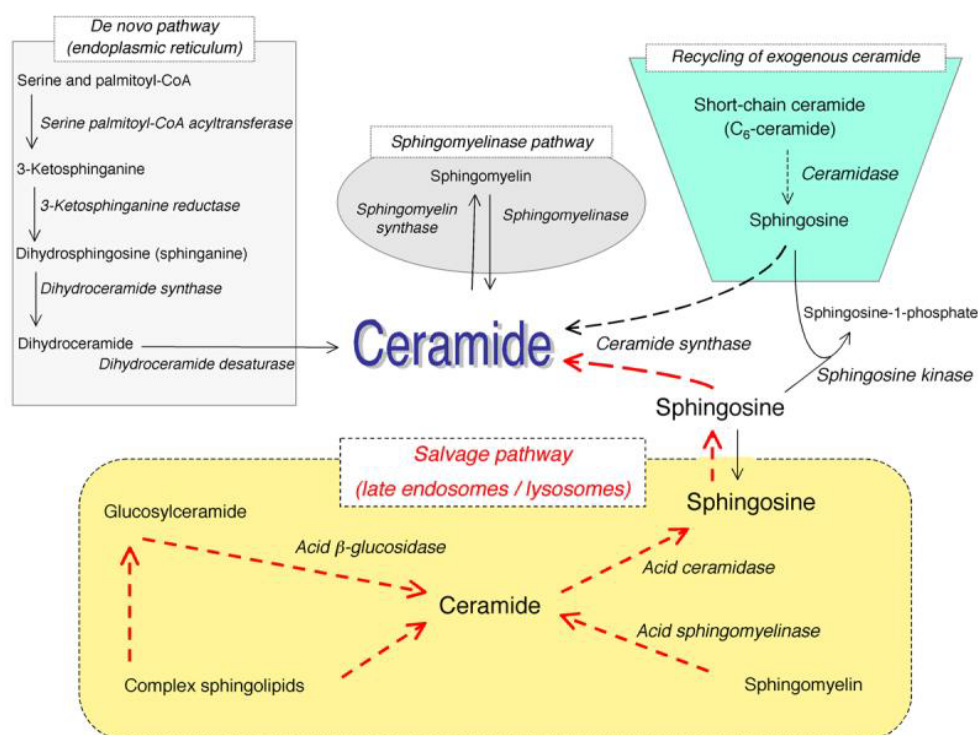 De novo pathway
(endoplasmic reticulum)
Serine and palmitoyl-CoA
Serine palmitoyl-CoA acyltransferase
3-Ketosphinganine
3-Ketosphinganine reductase
Dihydrosphingosine (sphinganine)
Dihydroceramide synthase
Dihydroceramide
Dihydroceramide desaturase
Sphingomyelinase pathway
Sphingomyelin
Sphingomyelin
synthase
Sphingomyelinase
Recycling of exogenous ceramide
Short-chain ceramide
(C₆-ceramide)
Ceramidase
Sphingosine
Sphingosine-1-phosphate
Sphingosine kinase
Ceramide
Ceramide synthase
Sphingosine
Salvage pathway
(late endosomes / lysosomes)
Sphingosine
Glucosylceramide
Acid β-glucosidase
Acid ceramidase
Ceramide
Acid sphingomyelinase
Complex sphingolipids
Sphingomyelin